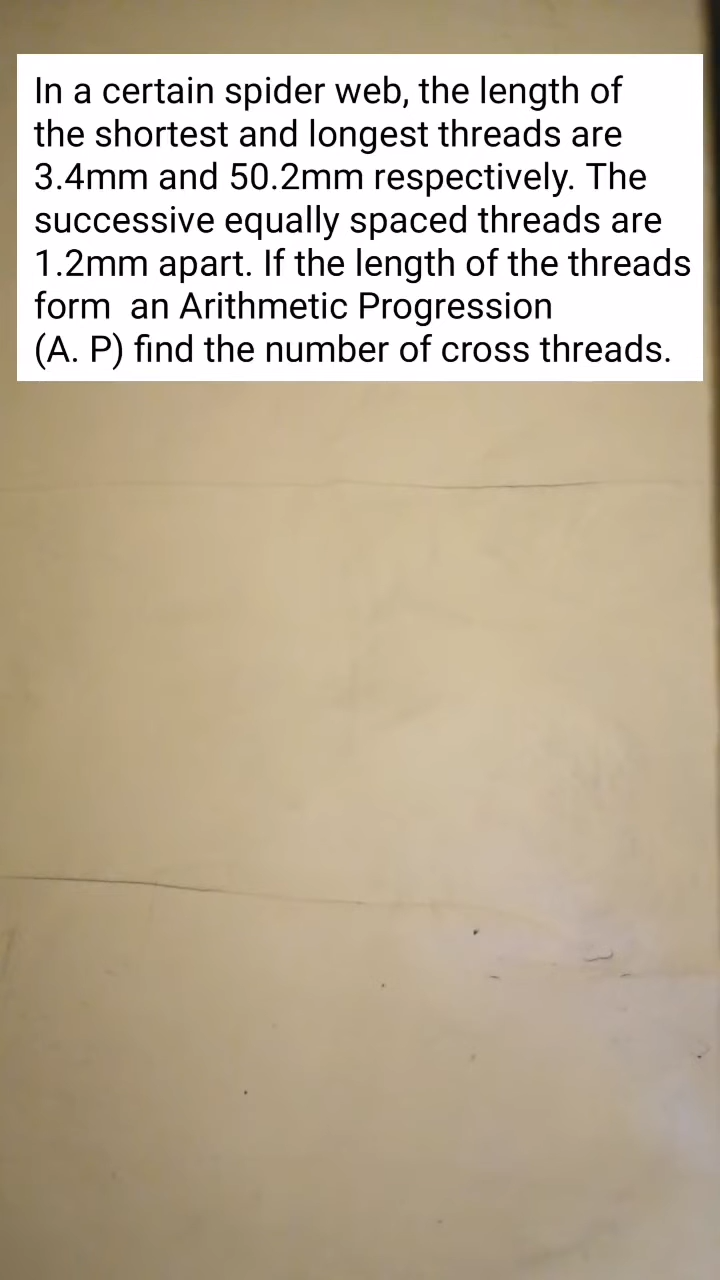 In a certain spider web, the length of
the shortest and longest threads are
3.4mm and 50.2mm respectively. The
successive equally spaced threads are
1.2mm apart. If the length of the threads
form  an Arithmetic Progression
(A. P) find the number of cross threads.